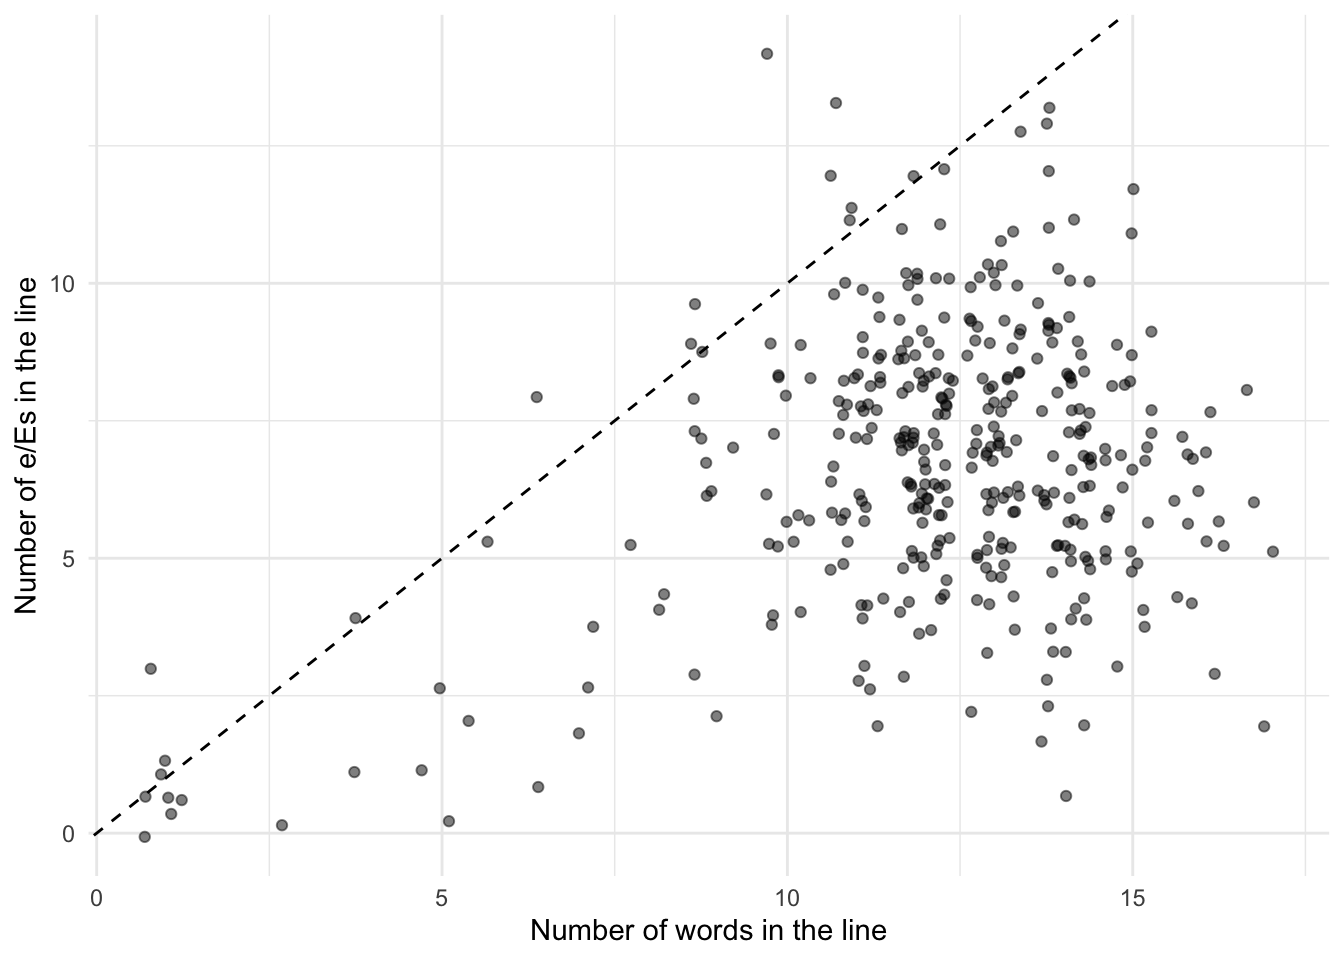 Number of e/Es in the line
10
5
0
0 5 10 15
Number of words in the line